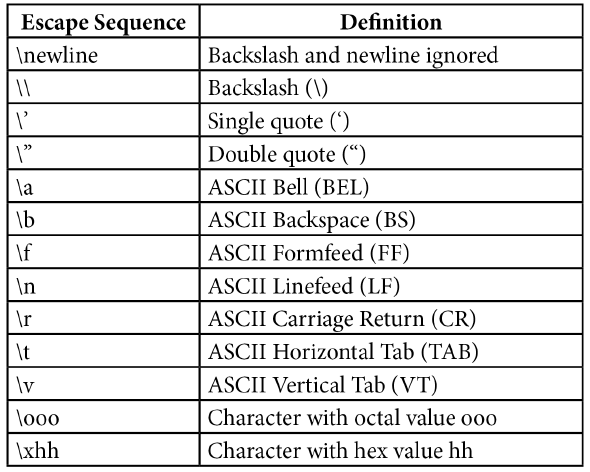 Escape Sequence Definition
\newline Backslash and newline ignored
\\ Backslash (\)
\’ Single quote (‘)
\” Double quote (“)
\a ASCII Bell (BEL)
\b ASCII Backspace (BS)
\f ASCII Formfeed (FF)
\n ASCII Linefeed (LF)
\r ASCII Carriage Return (CR)
\t ASCII Horizontal Tab (TAB)
\v ASCII Vertical Tab (VT)
\ooo Character with octal value ooo
\xhh Character with hex value hh